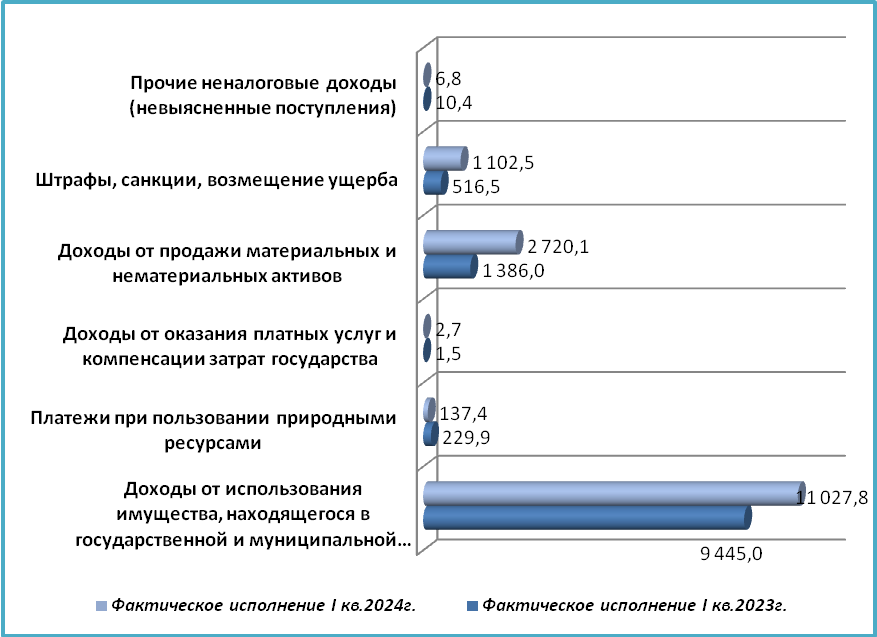 Прочие неналоговые доходы
(невыясненные поступления)
6,8
10,4
Штрафы, санкции, возмещение ущерба
1 102,5
516,5
Доходы от продажи материальных и
нематериальных активов
2 720,1
1 386,0
Доходы от оказания платных услуг и
компенсации затрат государства
2,7
1,5
Платежи при пользовании природными
ресурсами
137,4
229,9
Доходы от использования
имущества, находящегося в
государственной и муниципальной...
11 027,8
9 445,0
Фактическое исполнение I кв.2024г.
Фактическое исполнение I кв.2023г.